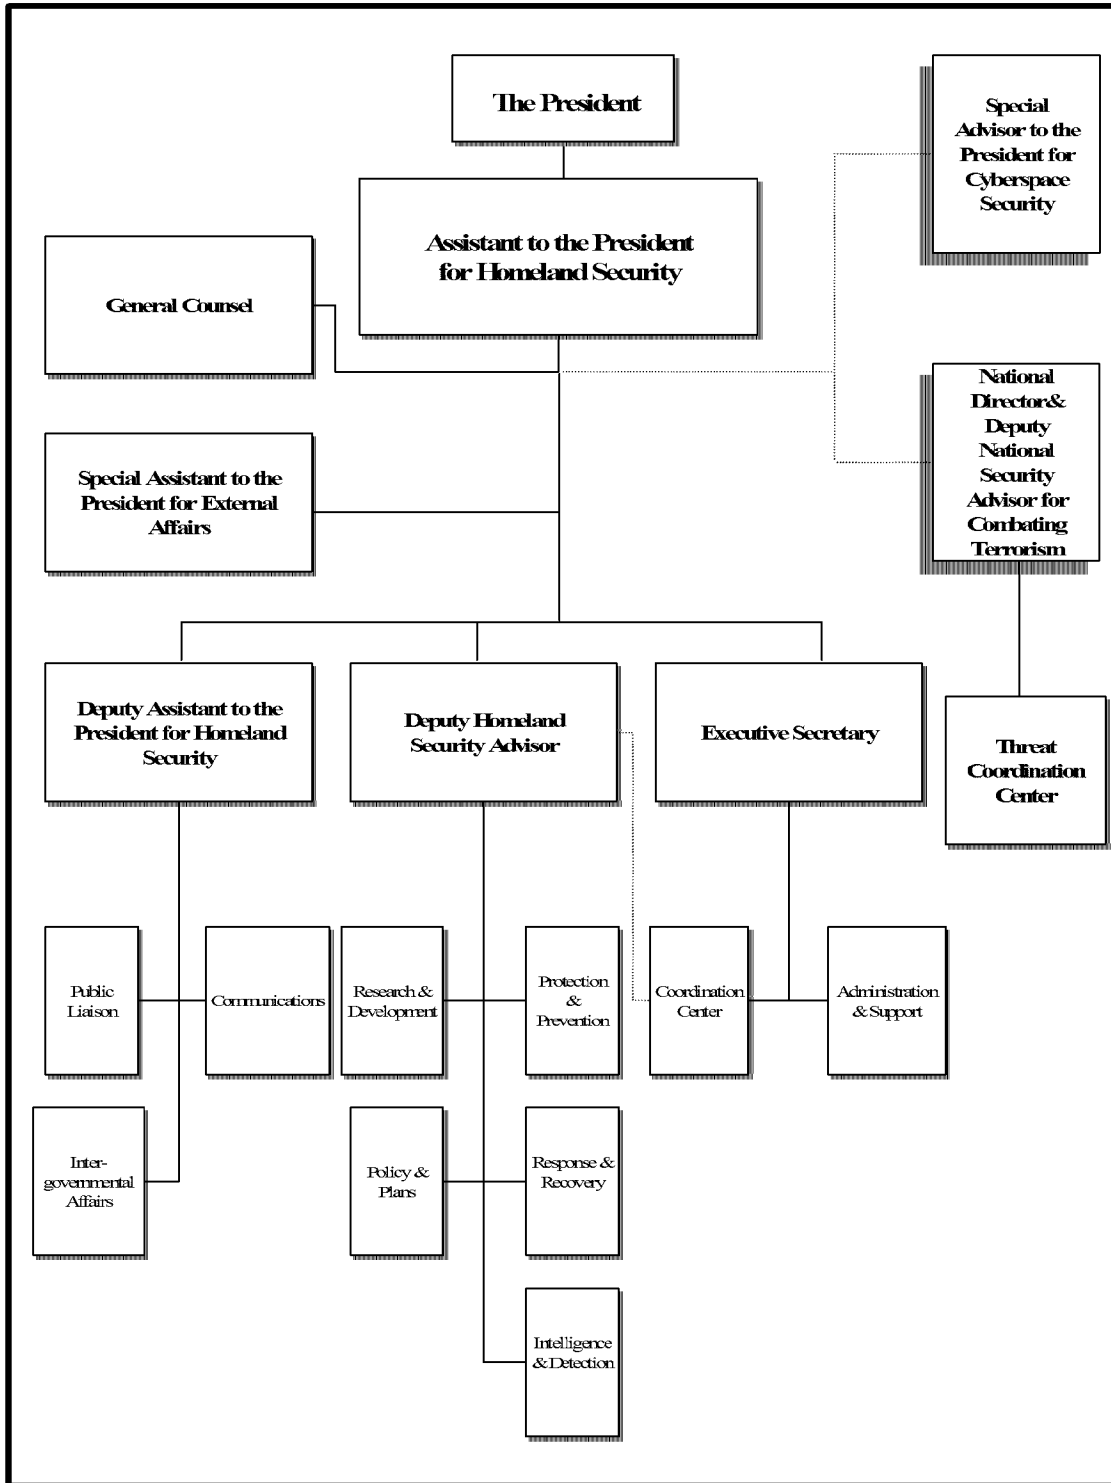 The President
Special
Advisor to the
President for
Cyberspace
Security
Assistant to the President
for Homeland Security
General Counsel
National
Director&
Deputy
National
Security
Advisor for
Combating
Terrorism
Special Assistant to the
President for External
Affairs
Deputy Assistant to the
President for Homeland
Security
Deputy Homeland
Security Advisor
Executive Secretary
Threat
Coordination
Center
Public
Liaison
Communications
Research &
Development
Protection
&
Prevention
Coordination
Center
Administration
& Support
Inter-
governmental
Affairs
Policy &
Plans
Response &
Recovery
Intelligence
& Detection